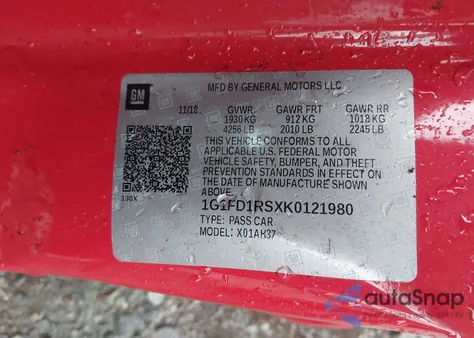 MFD BY GENERAL MOTORS LLC
GM
11/18 GVWR GAWR FRT GAWR RR
1930 KG 912 KG 1018 KG
4255 LB 2010 LB 2245 LB
THIS VEHICLE CONFORMS TO ALL
APPLICABLE U.S. FEDERAL MOTOR
VEHICLE SAFETY, BUMPER, AND THEFT
PREVENTION STANDARDS IN EFFECT ON
THE DATE OF MANUFACTURE SHOWN
ABOVE.
130X
1G1FD1RSXK0121980
TYPE: PASS CAR
MODEL: X01AH37
autoSnap